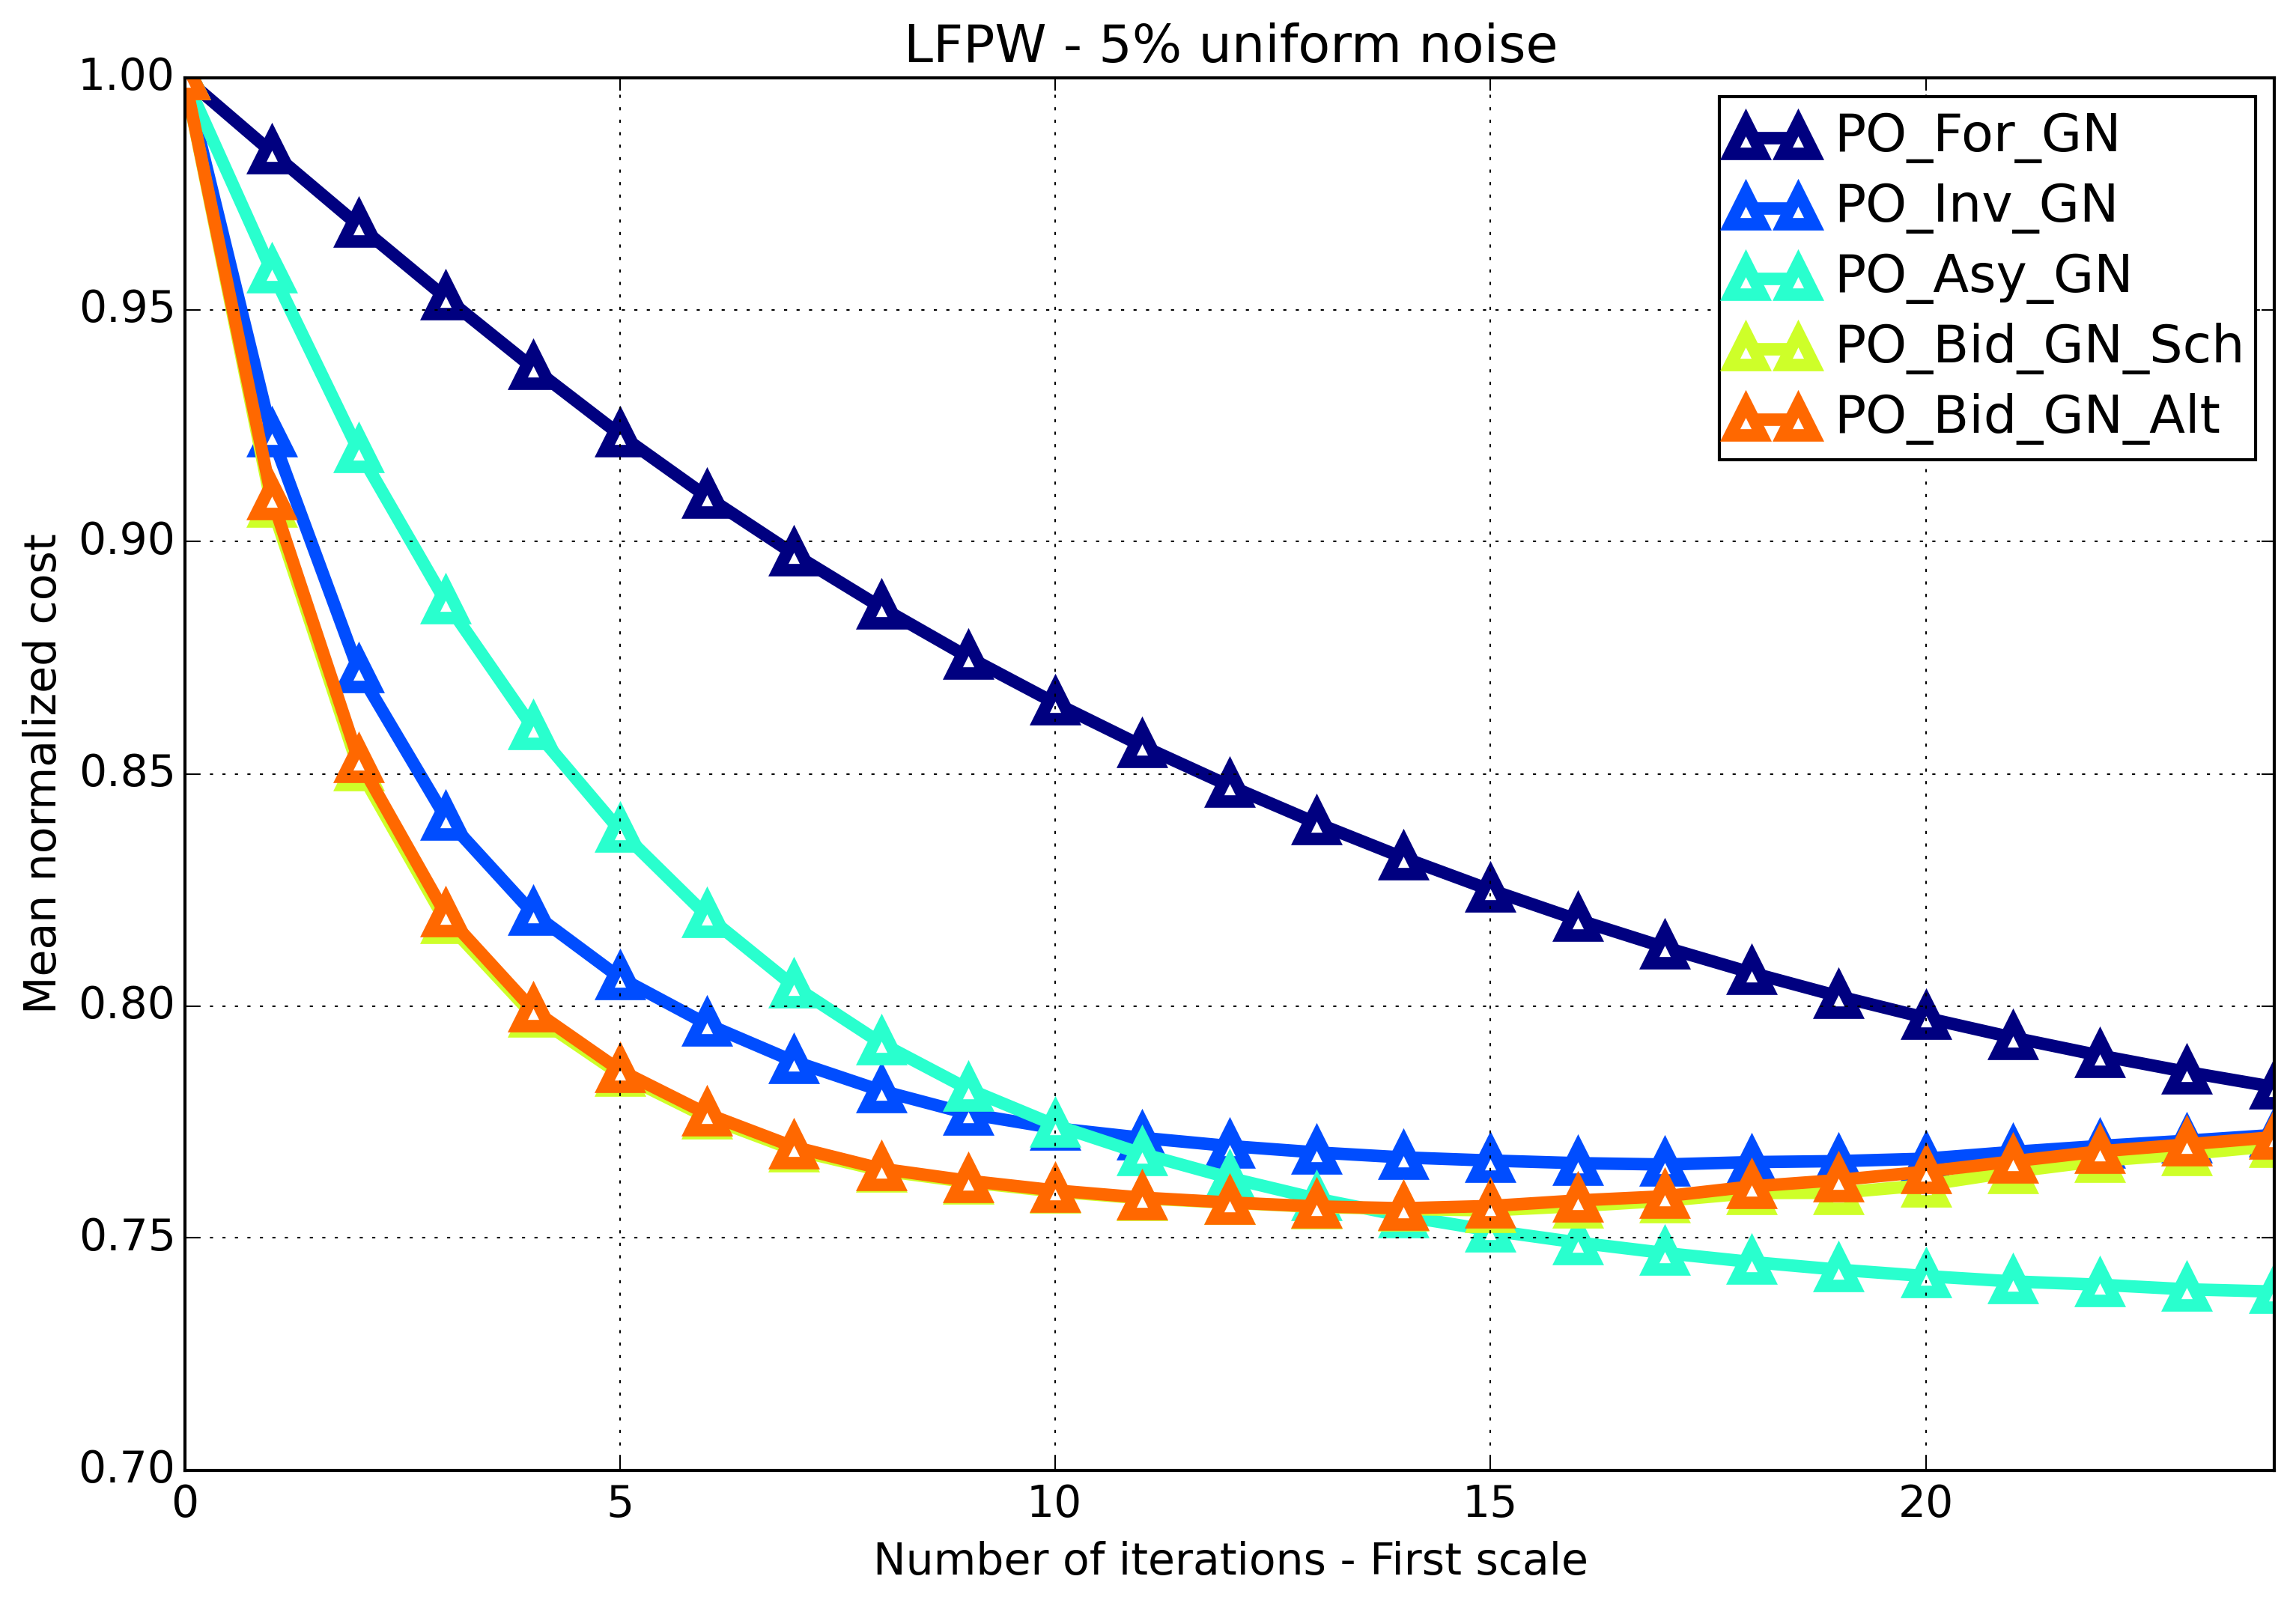 LFPW - 5% uniform noise
1.00
0.95
0.90
0.85
0.80
0.75
0.70
Mean normalized cost
PO_For_GN
PO_Inv_GN
PO_Asy_GN
PO_Bid_GN_Sch
PO_Bid_GN_Alt
0 5 10 15 20
Number of iterations - First scale